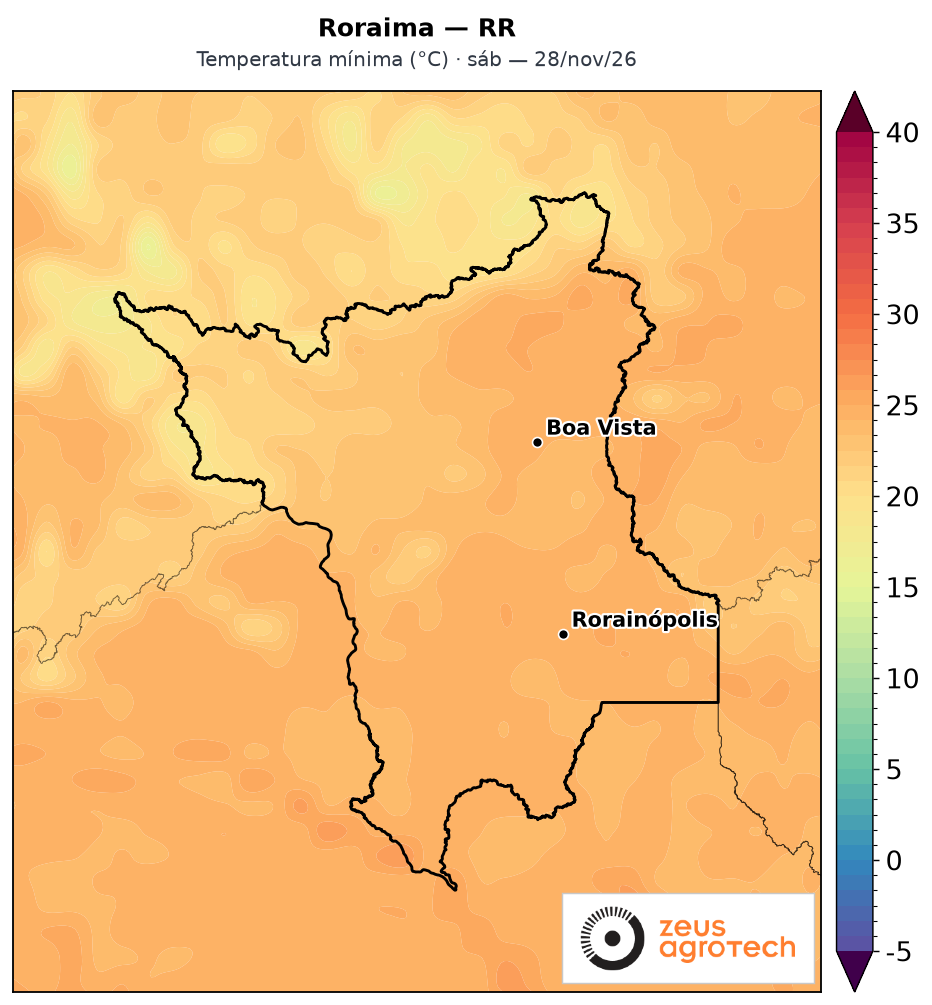 Roraima — RR
Temperatura mínima (°C) · sáb — 28/nov/26
40
35
30
25
20
15
10
5
0
-5
Boa Vista
Rorainópolis
zeus
agrotech